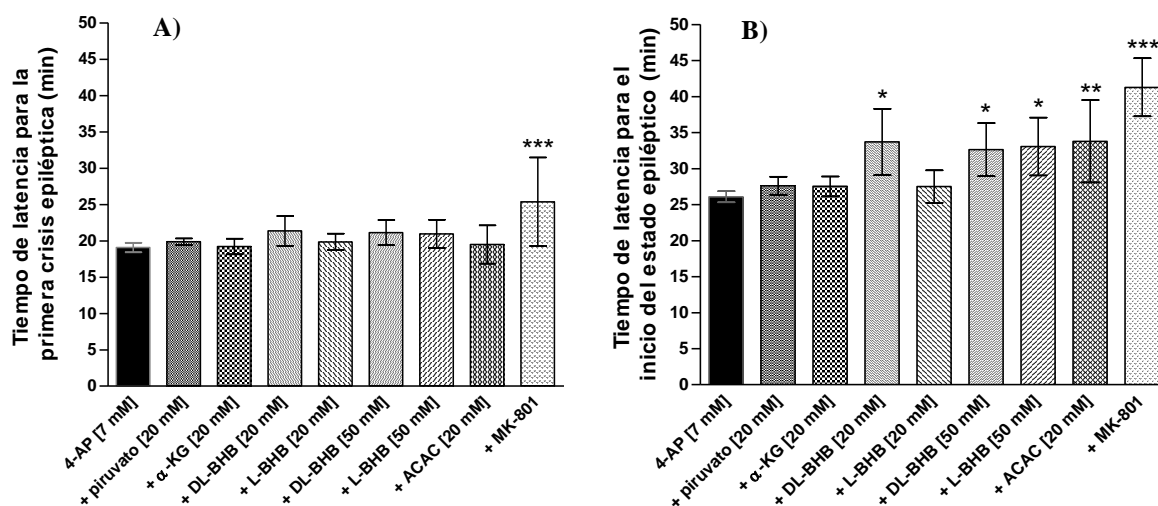 A)
Tiempo de latencia para la
primera crisis epiléptica (min)
50
45
40
35
30
25
20
15
10
5
0
***
4-AP [7 mM]
+ piruvato [20 mM]
+ α-KG [20 mM]
+ DL-BHB [20 mM]
+ L-BHB [20 mM]
+ DL-BHB [50 mM]
+ L-BHB [50 mM]
+ ACAC [20 mM]
+ MK-801
B)
Tiempo de latencia para el
inicio del estado epiléptico (min)
50
45
40
35
30
25
20
15
10
5
0
*
*
*
**
***
4-AP [7 mM]
+ piruvato [20 mM]
+ α-KG [20 mM]
+ DL-BHB [20 mM]
+ L-BHB [20 mM]
+ DL-BHB [50 mM]
+ L-BHB [50 mM]
+ ACAC [20 mM]
+ MK-801